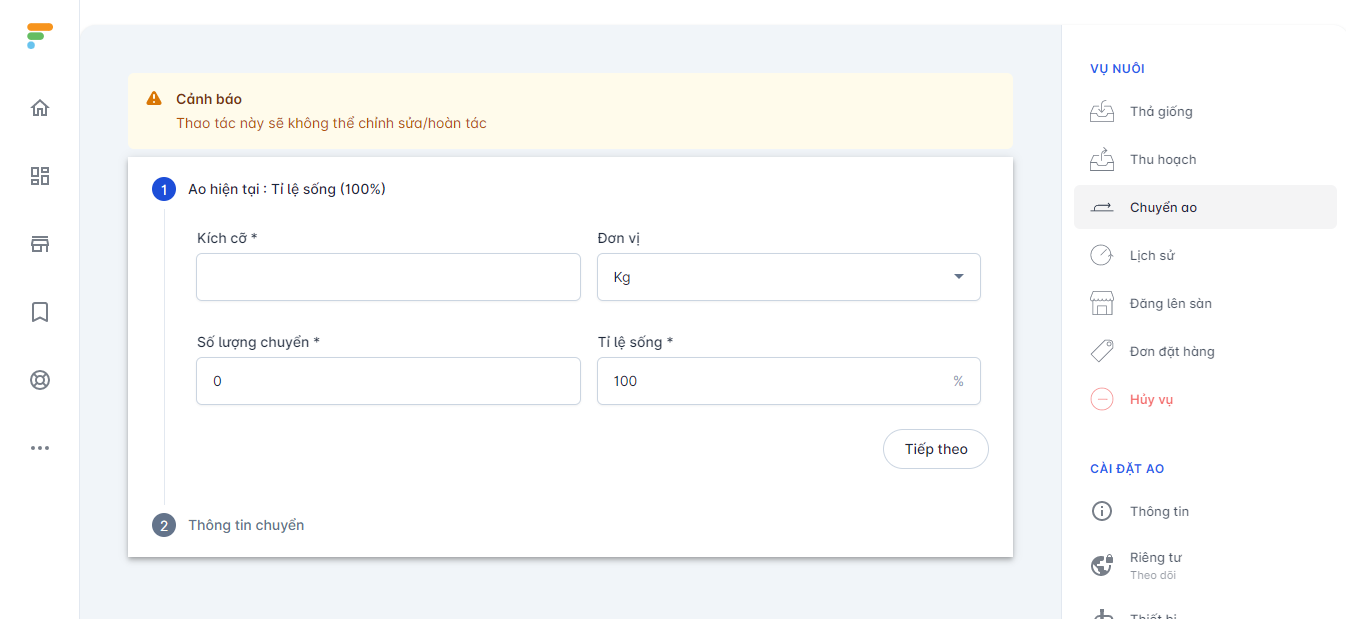 Cảnh báo
Thao tác này sẽ không thể chỉnh sửa/hoàn tác
1 Ao hiện tại : Tỉ lệ sống (100%)
Kích cỡ * Đơn vị
Kg
Số lượng chuyển * Tỉ lệ sống *
0 100 %
Tiếp theo
2 Thông tin chuyển
VỤ NUÔI
Thả giống
Thu hoạch
Chuyển ao
Lịch sử
Đăng lên sàn
Đơn đặt hàng
Hủy vụ
CÀI ĐẶT AO
Thông tin
Riêng tư
Theo dõi
Thiết bị